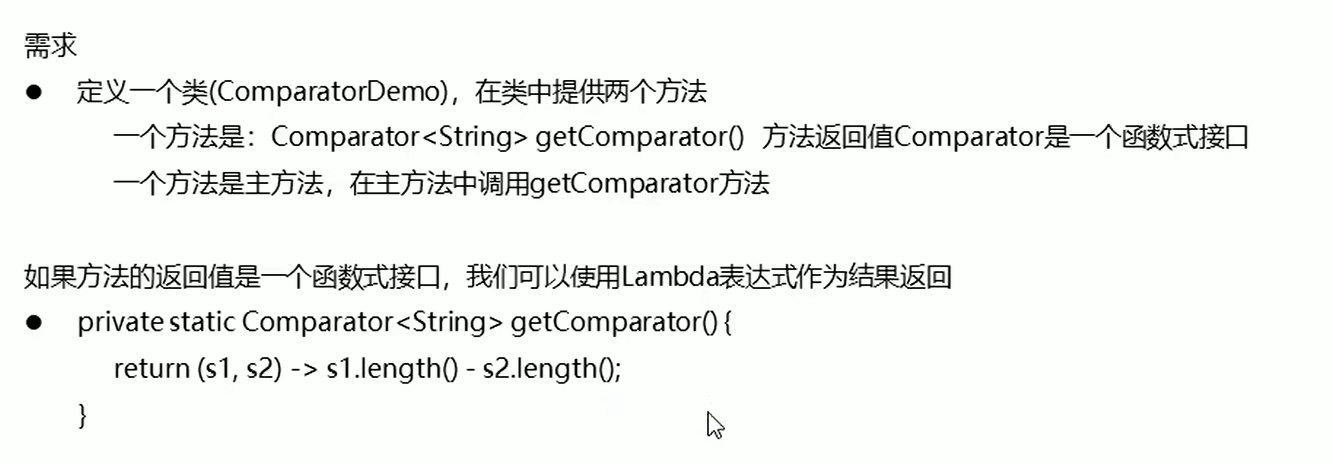 需求
● 定义一个类(ComparatorDemo)，在类中提供两个方法
一个方法是：Comparator<String> getComparator() 方法返回值Comparator是一个函数式接口
一个方法是主方法，在主方法中调用getComparator方法
如果方法的返回值是一个函数式接口，我们可以使用Lambda表达式作为结果返回
● private static Comparator<String> getComparator() {
return (s1, s2) -> s1.length() - s2.length();
}